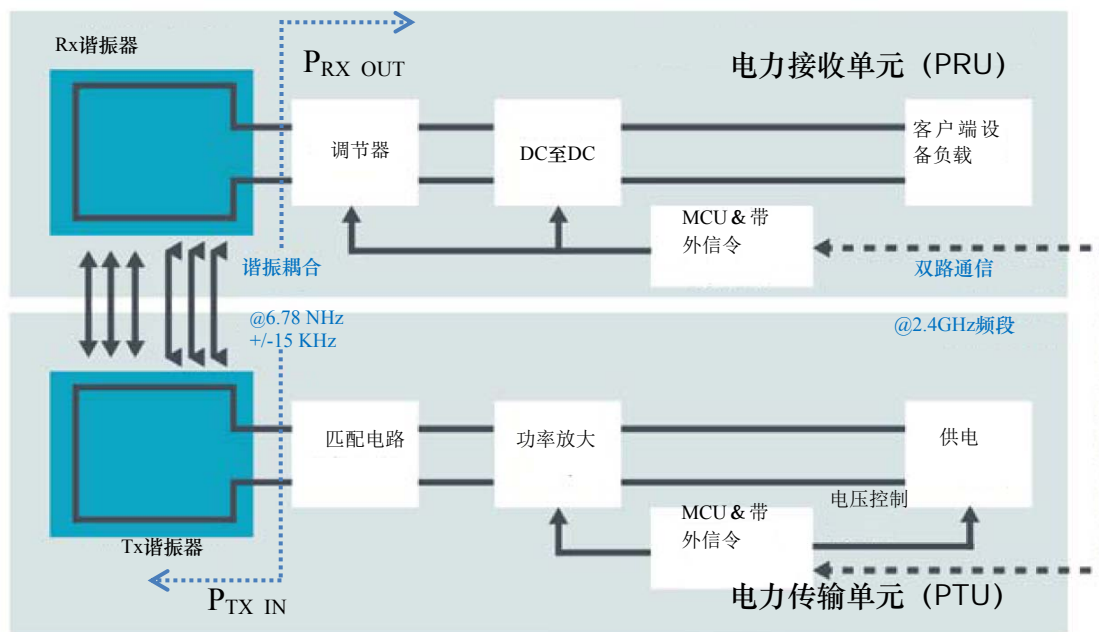 Rx谐振器
P_RX OUT
电力接收单元（PRU）
调节器
DC至DC
客户端设
备负载
MCU&带
外信令
谐振耦合
双路通信
@6.78 NHz
+/-15 KHz
@2.4GHz频段
匹配电路
功率放大
供电
电压控制
MCU&带
外信令
Tx谐振器
P_TX IN
电力传输单元（PTU）